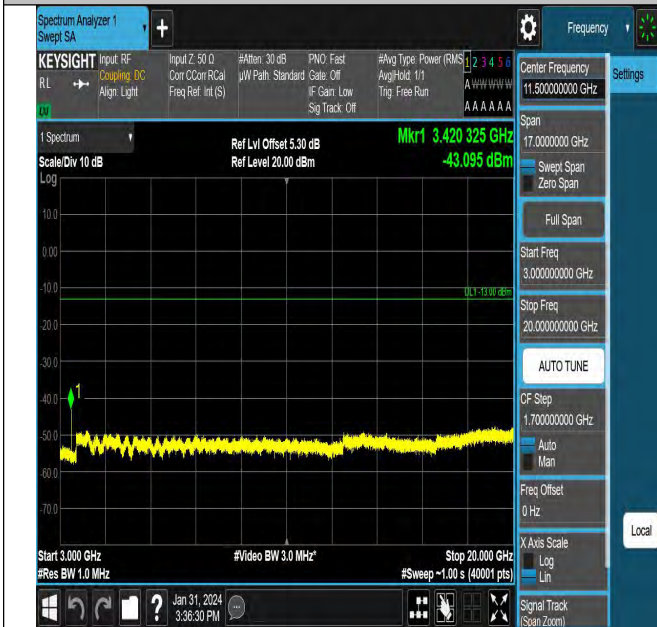 Spectrum Analyzer 1
Swept SA
+
Frequency
KEYSIGHT
RL
Input: RF
Coupling: DC
Align: Light
Input Z: 50 Ω
Corr CCorr RCal
Freq Ref: Int (S)
#Atten: 30 dB
µW Path: Standard
PNO: Fast
Gate: Off
IF Gain: Low
Sig Track: Off
#Avg Type: Power (RMS
Avg|Hold: 1/1
Trig: Free Run
1 2 3 4 5 6
A W W W W W
A A A A A A
1 Spectrum
Scale/Div 10 dB
Log
Ref Lvl Offset 5.30 dB
Ref Level 20.00 dBm
Mkr1 3.420 325 GHz
-43.095 dBm
10.0
0.00
-10.0
DL1 -13.00 dBm
-20.0
-30.0
-40.0
1
-50.0
-60.0
-70.0
Start 3.000 GHz
#Res BW 1.0 MHz
#Video BW 3.0 MHz*
Stop 20.000 GHz
#Sweep ~1.00 s (40001 pts)
?
Jan 31, 2024
3:36:30 PM
Center Frequency
11.500000000 GHz
Settings
Span
17.0000000 GHz
Swept Span
Zero Span
Full Span
Start Freq
3.000000000 GHz
Stop Freq
20.000000000 GHz
AUTO TUNE
CF Step
1.700000000 GHz
Auto
Man
Freq Offset
0 Hz
Local
X Axis Scale
Log
Lin
Signal Track
(Span Zoom)